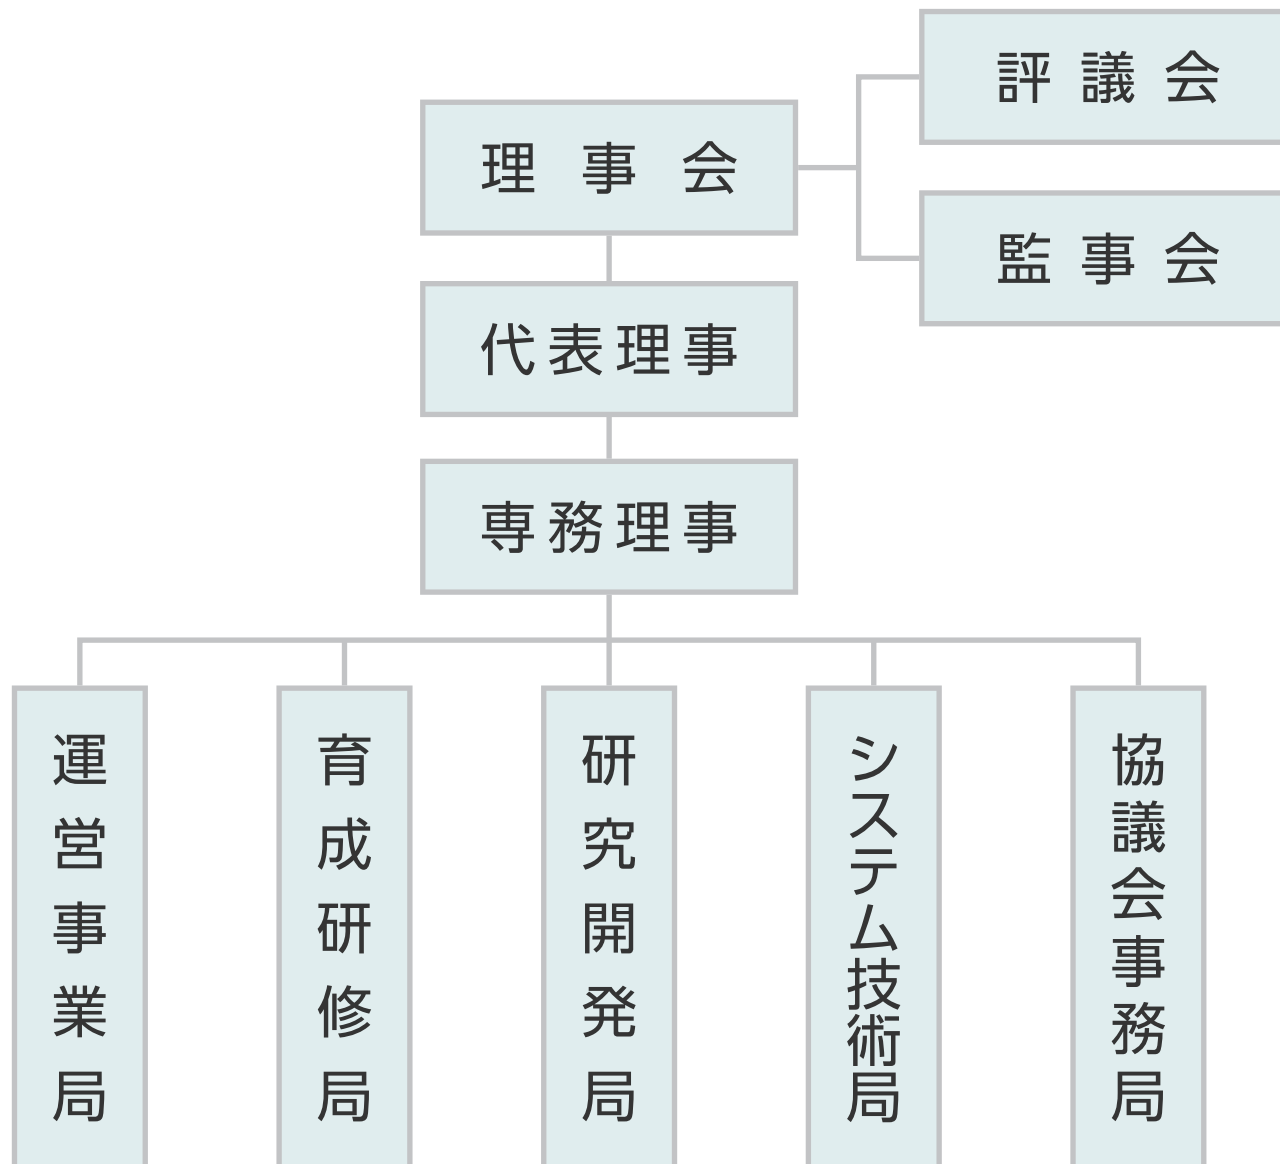 評議会
理事会
監事会
代表理事
専務理事
運営事業局
育成研修局
研究開発局
システム技術局
協議会事務局